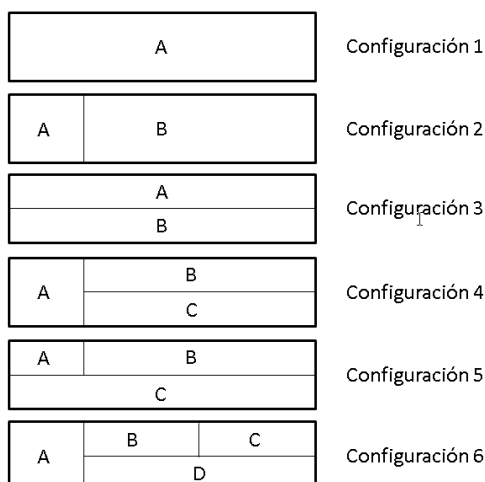 A Configuración 1
A B Configuración 2
A
B
Configuración 3
A B
C
Configuración 4
A B
C
Configuración 5
A B C
D
Configuración 6